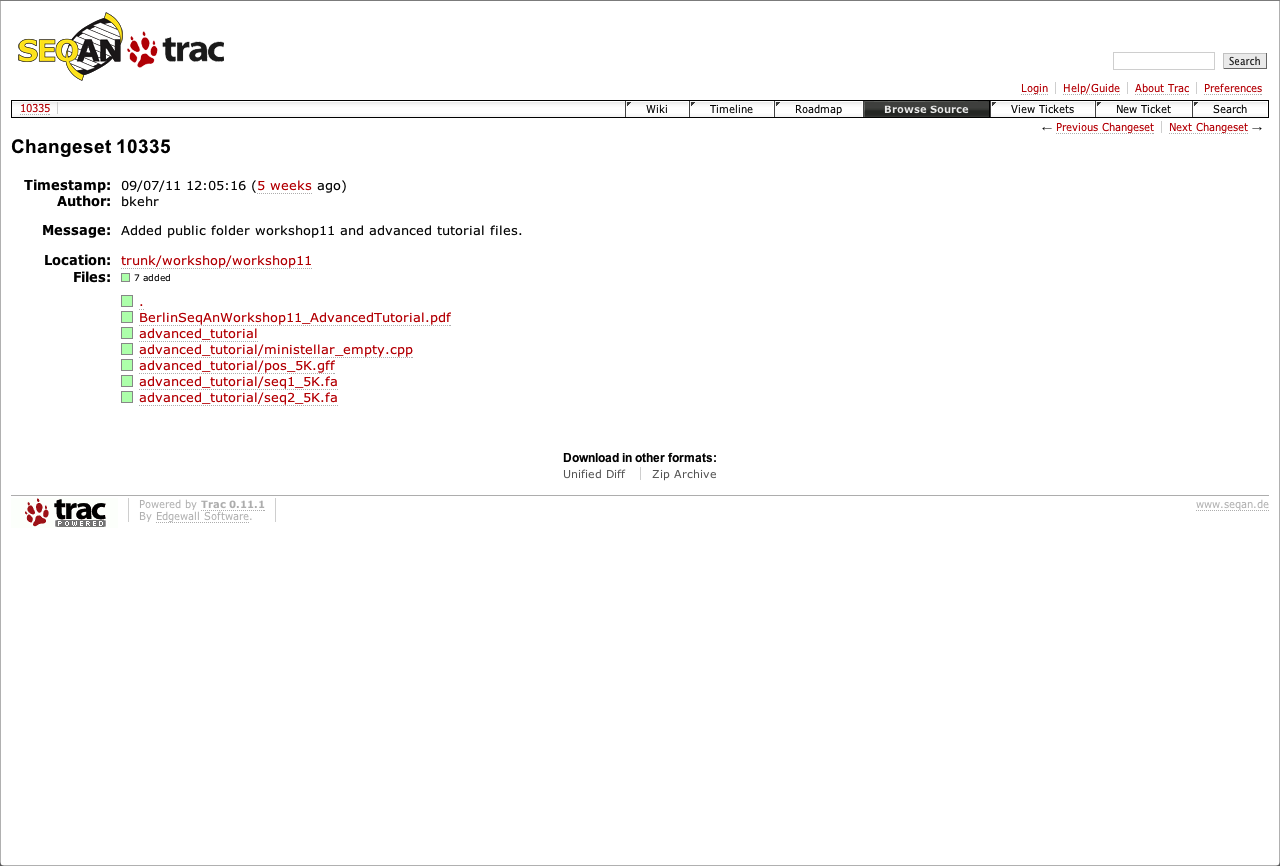 SEQAN trac
Search
Login Help/Guide About Trac Preferences
10335 Wiki Timeline Roadmap Browse Source View Tickets New Ticket Search
← Previous Changeset Next Changeset →
Changeset 10335
Timestamp: 09/07/11 12:05:16 (5 weeks ago)
Author: bkehr
Message: Added public folder workshop11 and advanced tutorial files.
Location: trunk/workshop/workshop11
Files: 7 added
.
BerlinSeqAnWorkshop11_AdvancedTutorial.pdf
advanced_tutorial
advanced_tutorial/ministellar_empty.cpp
advanced_tutorial/pos_5K.gff
advanced_tutorial/seq1_5K.fa
advanced_tutorial/seq2_5K.fa
Download in other formats:
Unified Diff Zip Archive
trac POWERED
Powered by Trac 0.11.1
By Edgewall Software.
www.seqan.de